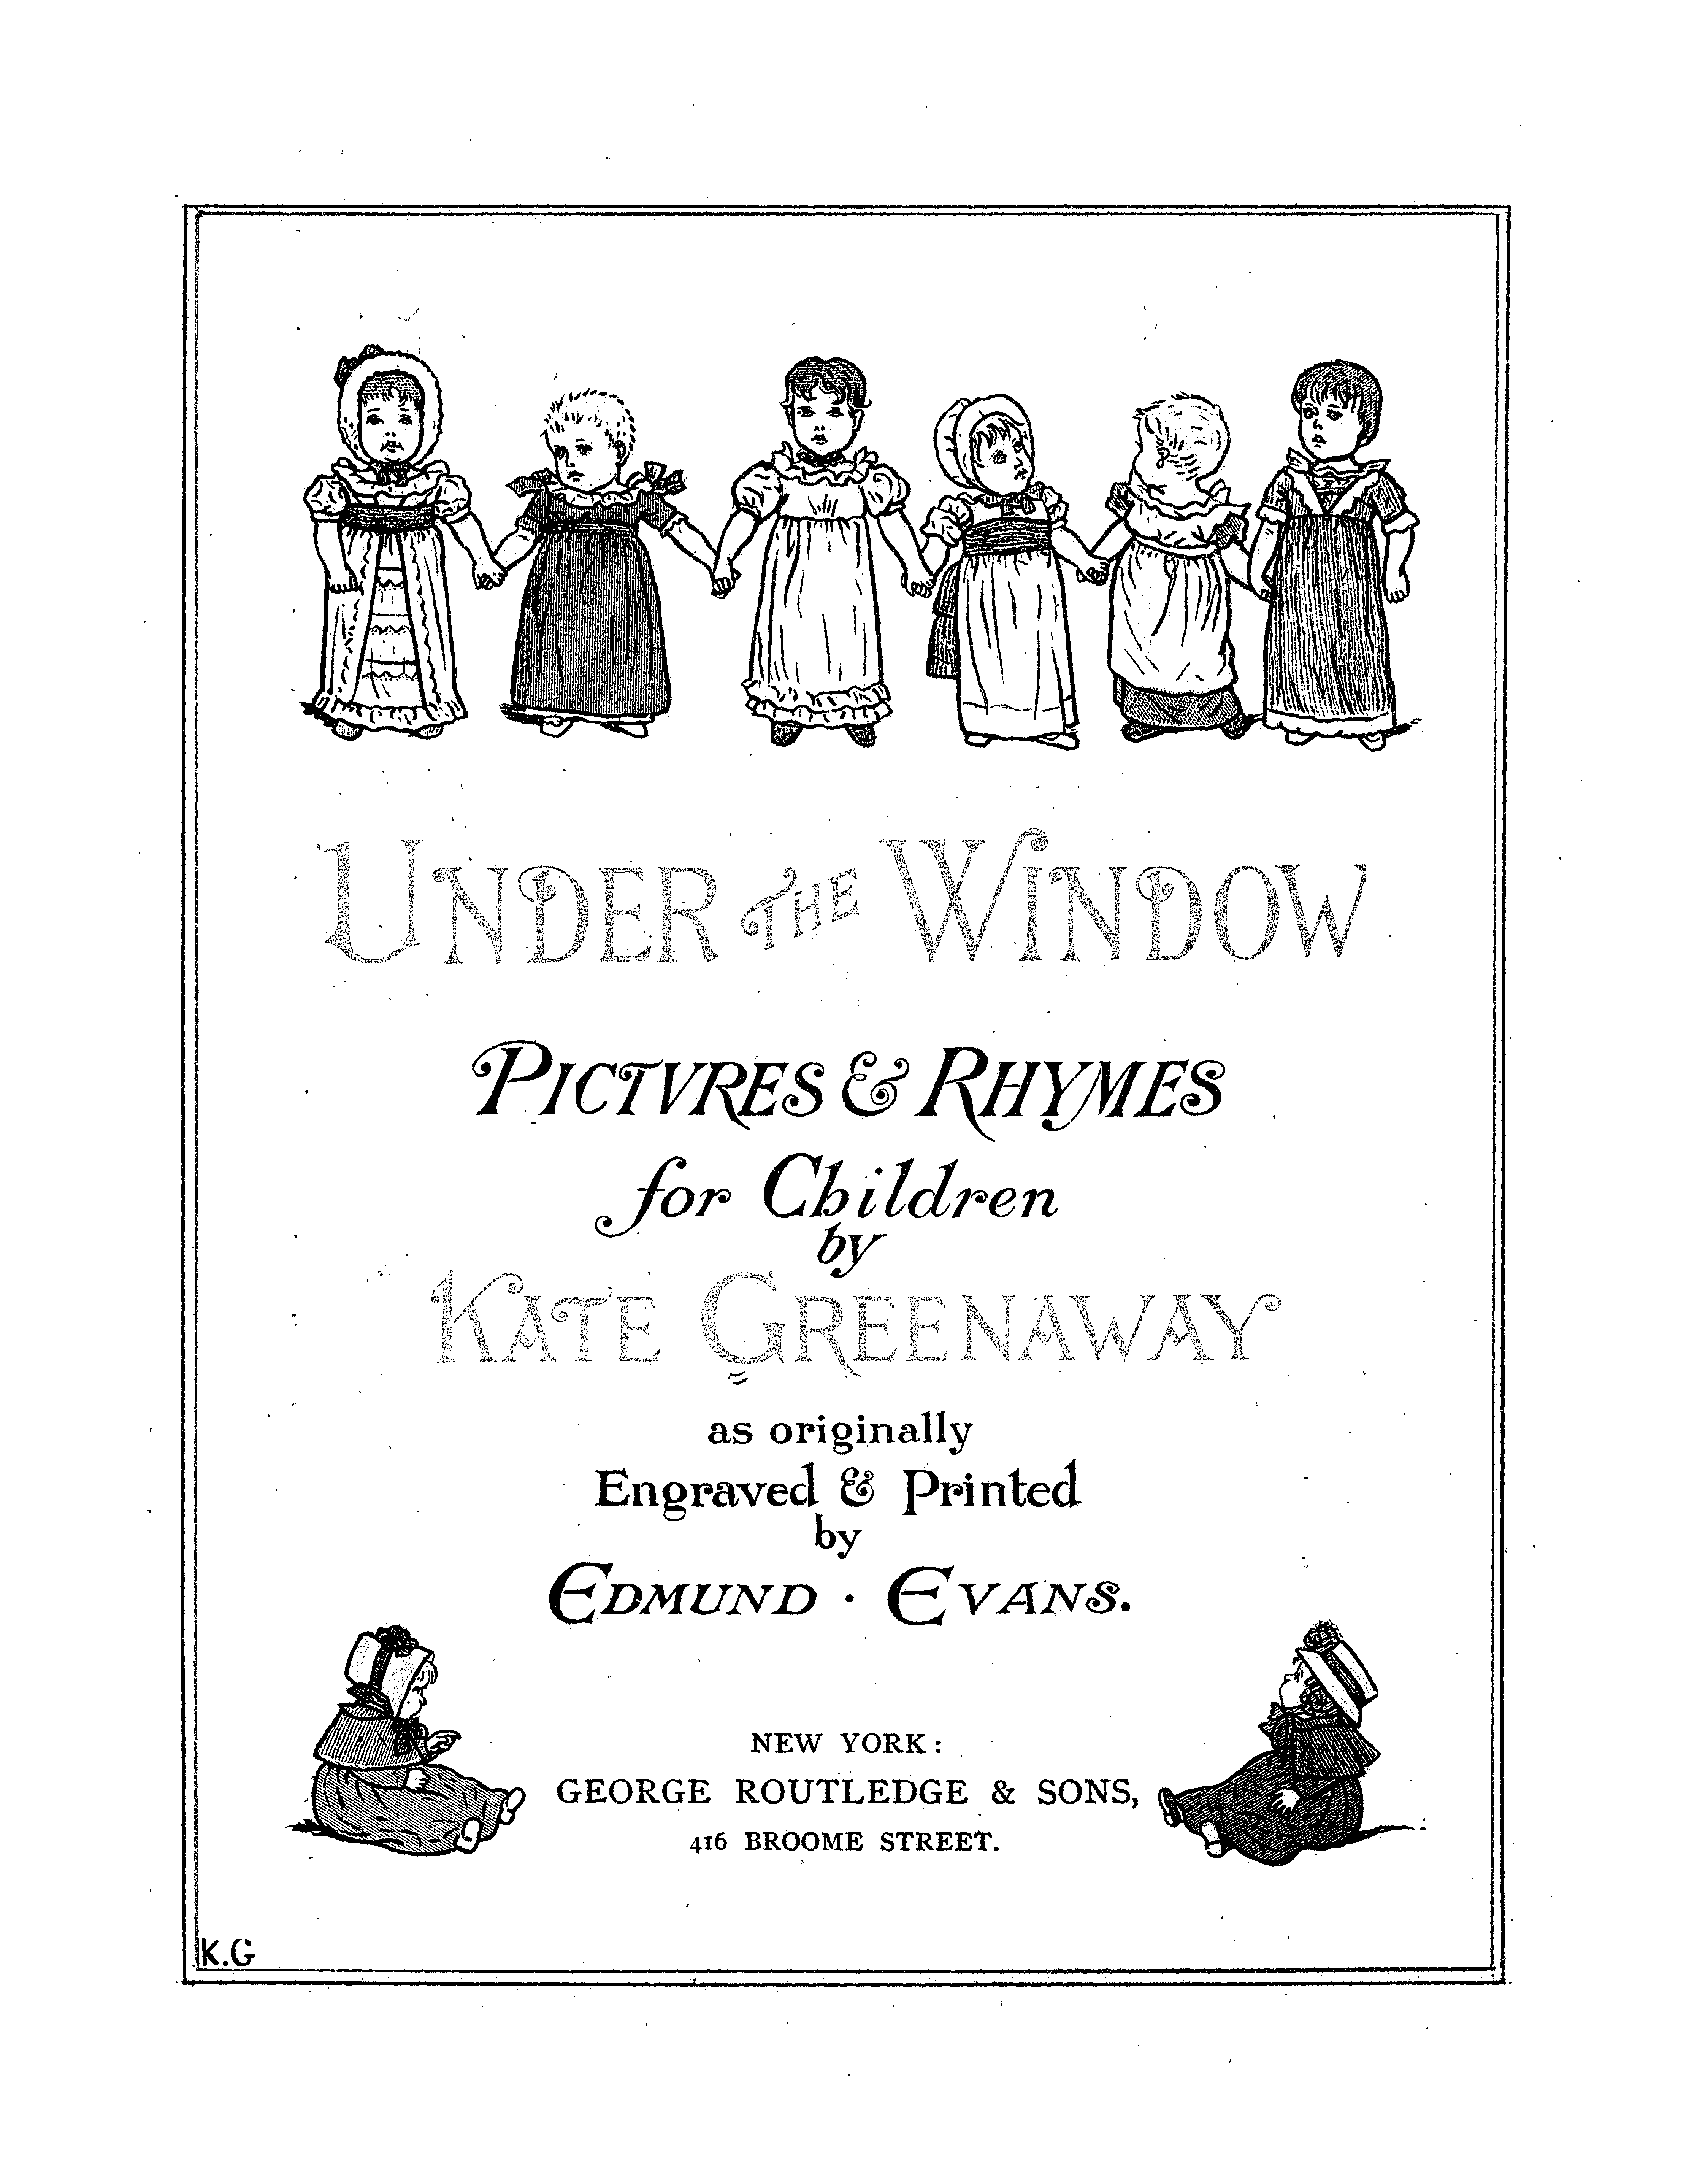 UNDER THE WINDOW
PICTVRES & RHYMES
for Children
by
KATE GREENAWAY
as originally
Engraved & Printed
by
EDMUND · EVANS.
NEW YORK:
GEORGE ROUTLEDGE & SONS,
416 BROOME STREET.
K.G